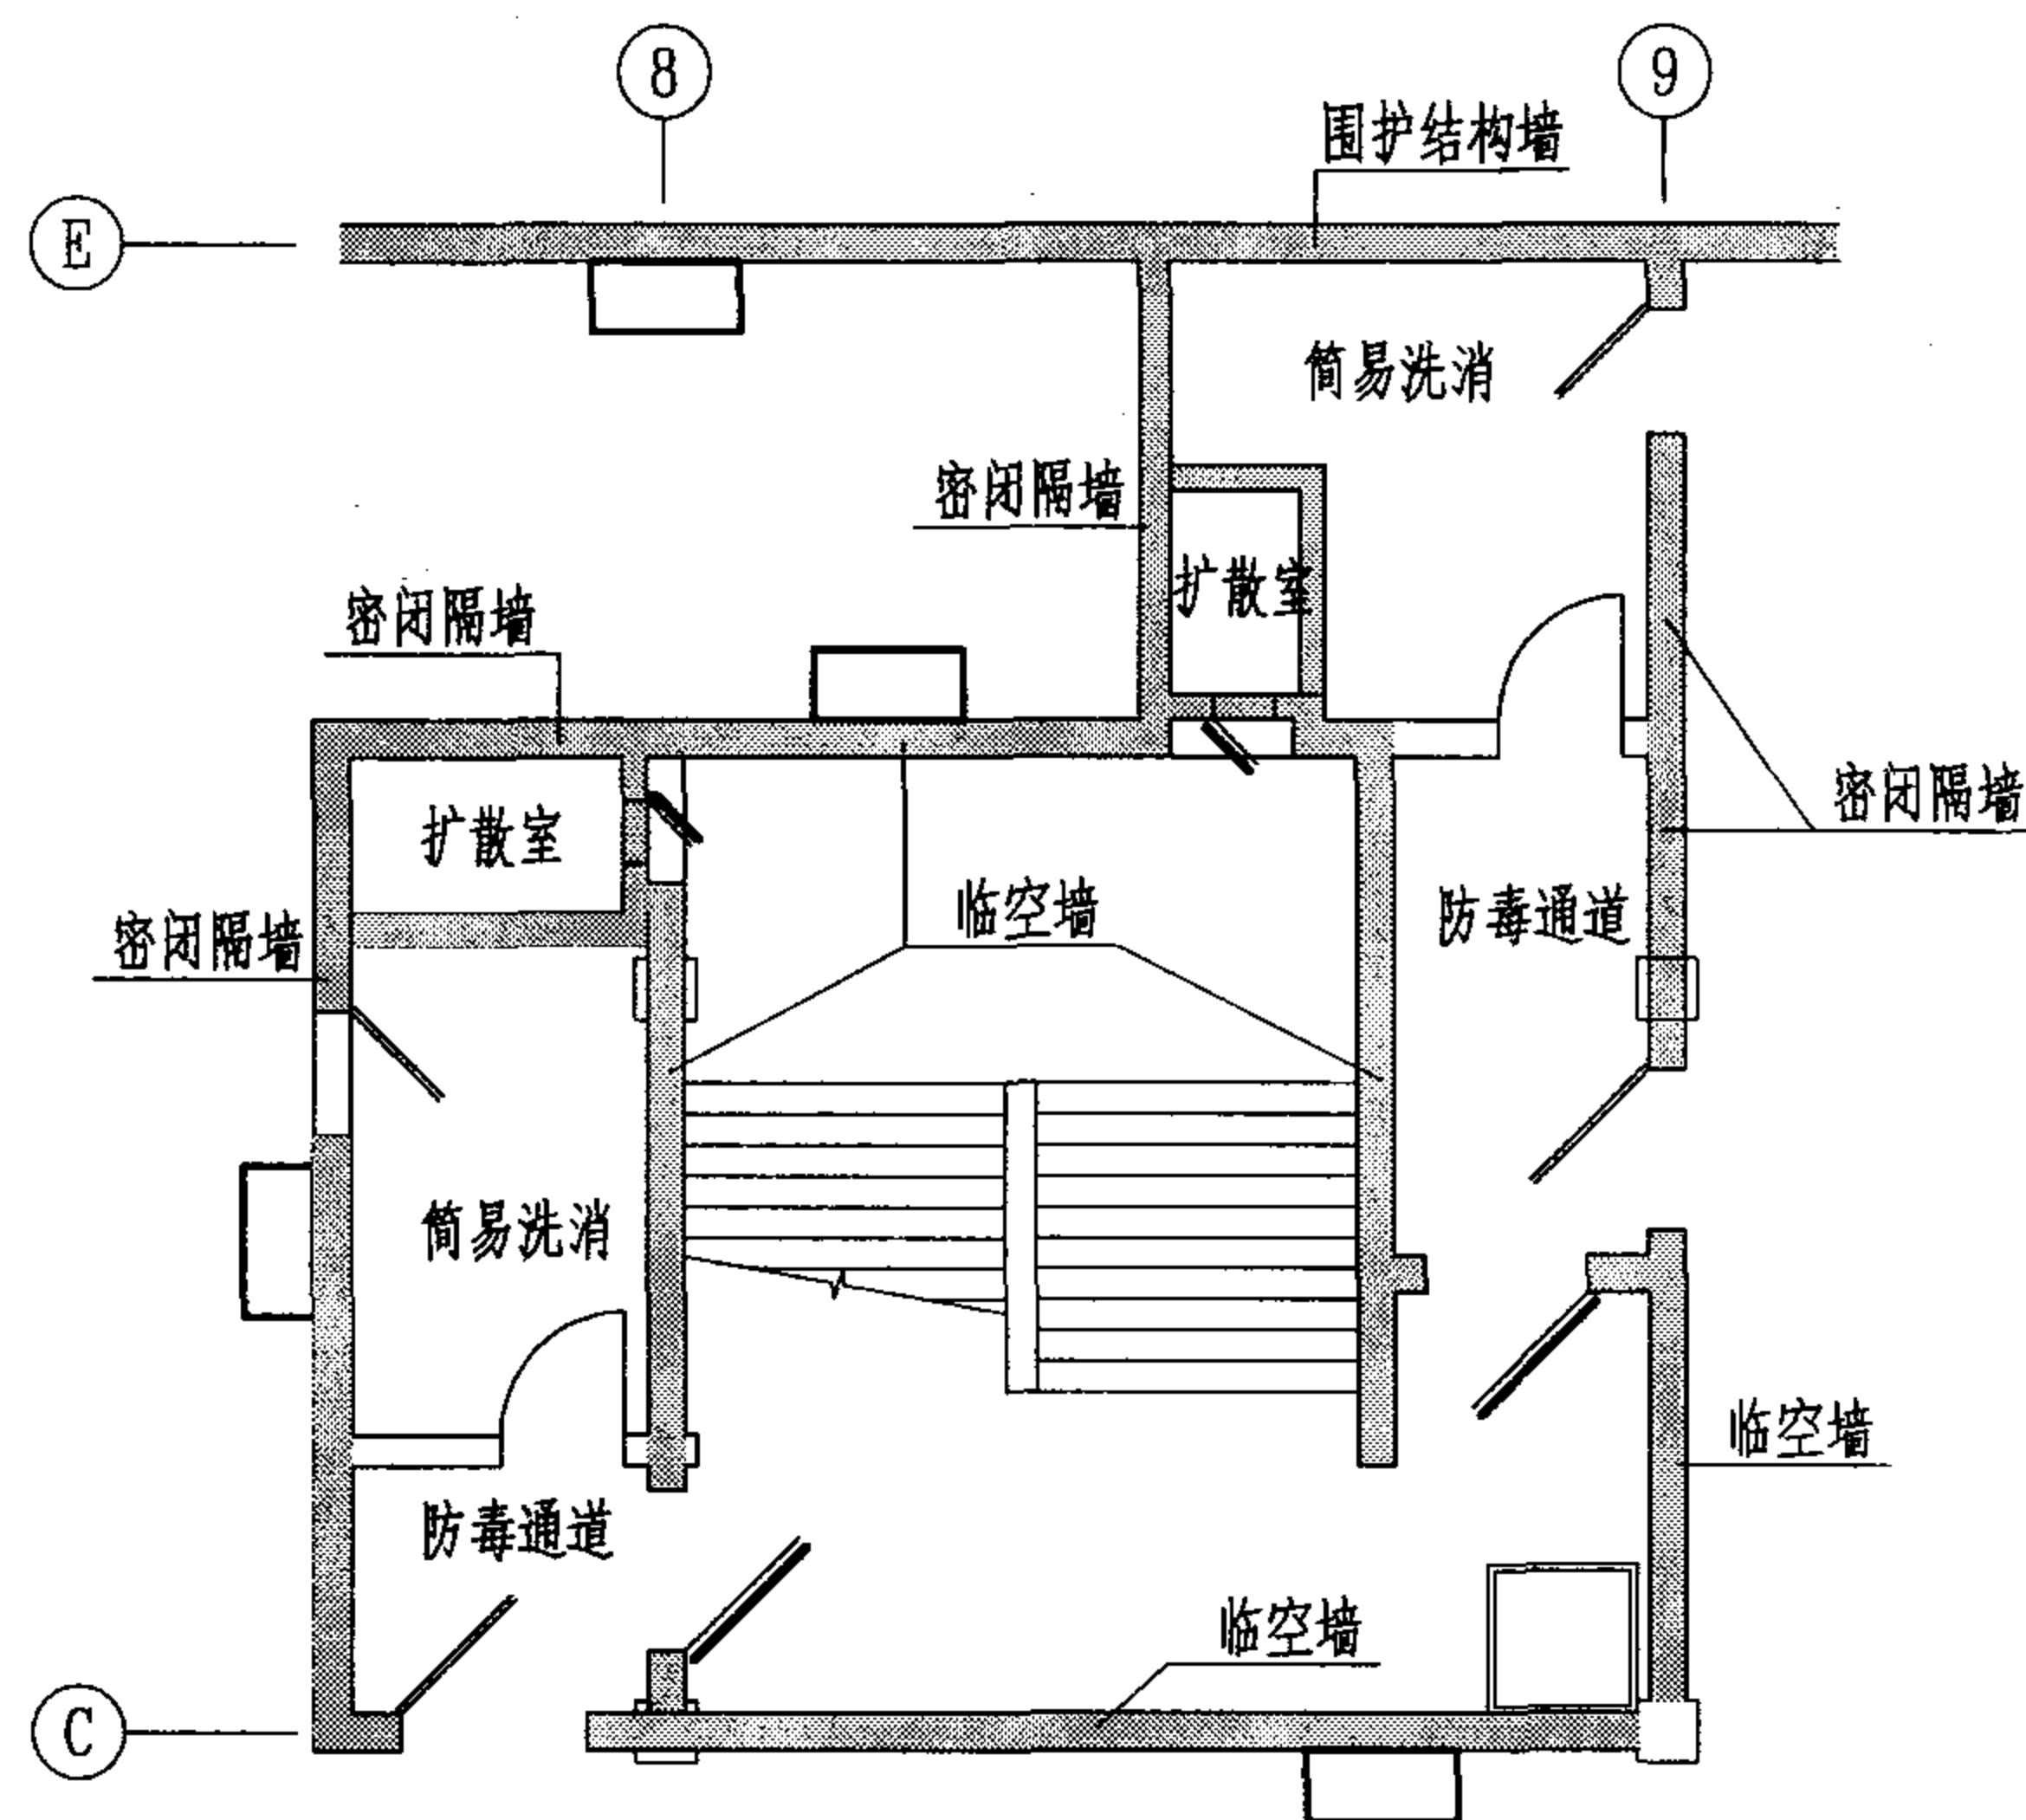 8
9
围护结构墙
E
简易洗消
密闭隔墙
扩散室
密闭隔墙
密闭隔墙
扩散室
临空墙
防毒通道
密闭隔墙
简易洗消
临空墙
防毒通道
临空墙
C